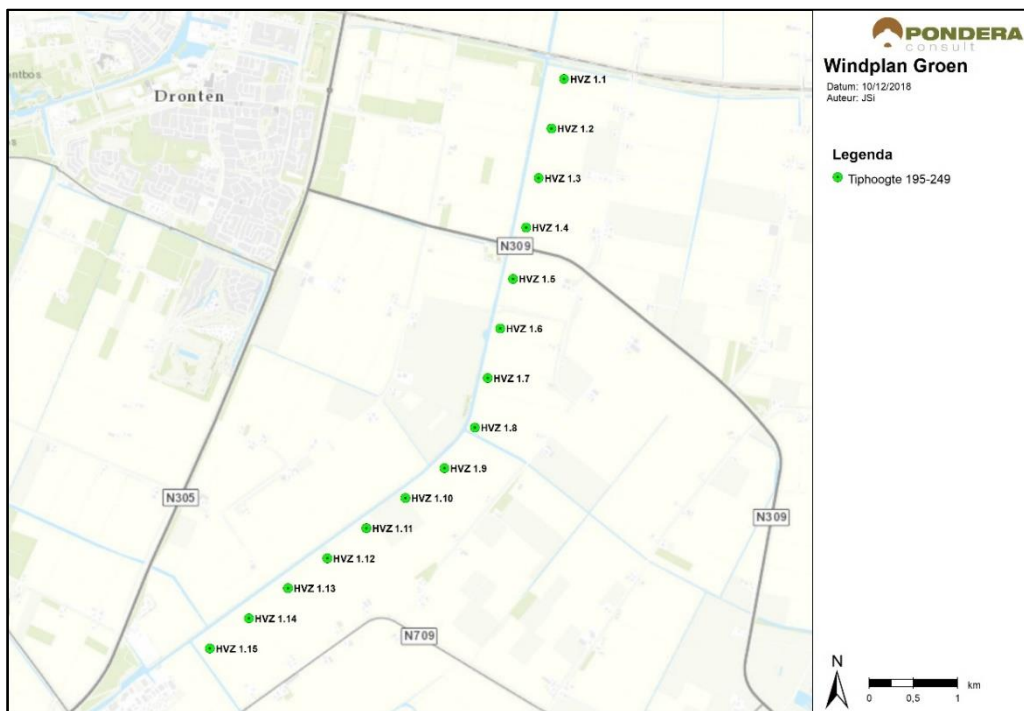 PONDERA
consult
Windplan Groen
Datum: 10/12/2018
Auteur: JSi
Legenda
Tiphoogte 195-249
ntbos
Dronten
HVZ 1.1
HVZ 1.2
HVZ 1.3
HVZ 1.4
N309
HVZ 1.5
HVZ 1.6
HVZ 1.7
HVZ 1.8
HVZ 1.9
N305
HVZ 1.10
N309
HVZ 1.11
HVZ 1.12
HVZ 1.13
HVZ 1.14
N709
HVZ 1.15
N
km
0 0,5 1